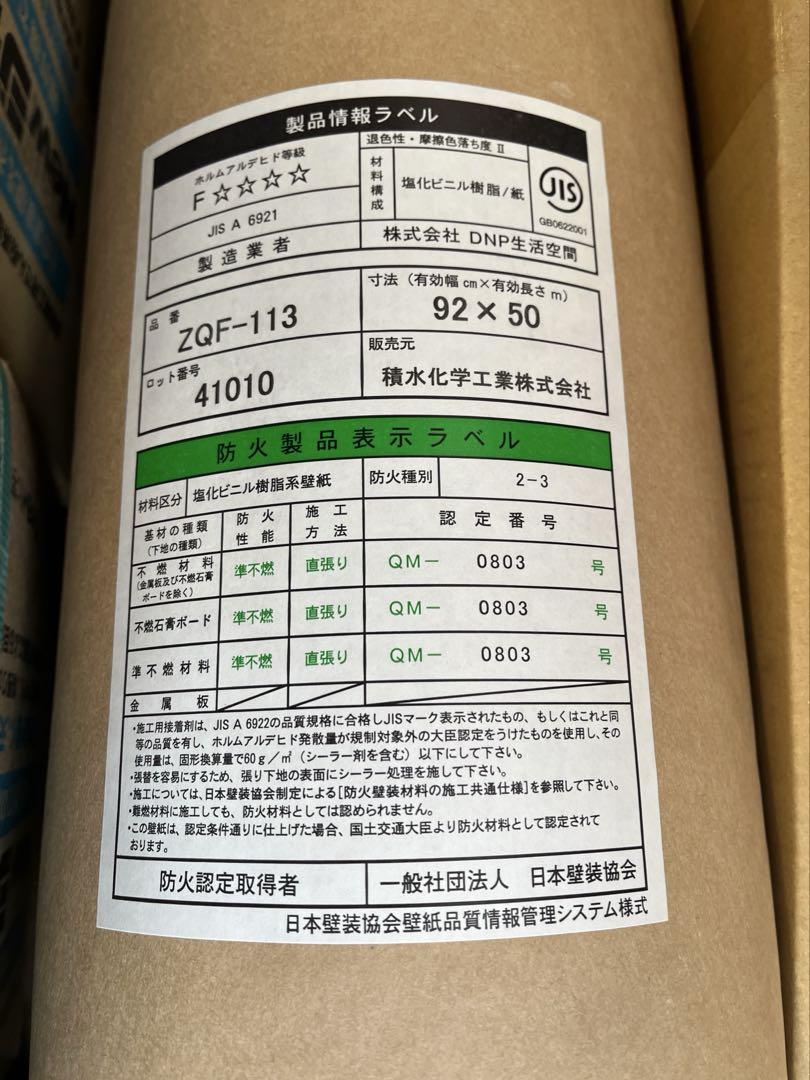 製品情報ラベル
ホルムアルデヒド等級
F☆☆☆☆
JIS A 6921
退色性・摩擦色落ち度 Ⅱ
材料構成
塩化ビニル樹脂/紙
JIS
GB0622001
製造業者
株式会社 DNP生活空間
品番
ZQF-113
寸法（有効幅㎝×有効長さｍ）
92×50
ロット番号
41010
販売元
積水化学工業株式会社
防火製品表示ラベル
材料区分
塩化ビニル樹脂系壁紙
防火種別
2-3
基材の種類
（下地の種類）
防火性能
施工方法
認定番号
不燃材料
（金属板及び不燃石膏
ボードを除く）
準不燃
直張り
QM－ 0803 号
不燃石膏ボード
準不燃
直張り
QM－ 0803 号
準不燃材料
準不燃
直張り
QM－ 0803 号
金属板
・施工用接着剤は、JIS A 6922の品質規格に合格しJISマーク表示されたもの、もしくはこれと同
等の品質を有し、ホルムアルデヒド発散量が規制対象外の大臣認定をうけたものを使用し、その
使用量は、固形換算量で60ｇ／㎡（シーラー剤を含む）以下にして下さい。
・張替を容易にするため、張り下地の表面にシーラー処理を施して下さい。
・施工については、日本壁装協会制定による［防火壁装材料の施工共通仕様］を参照して下さい。
・難燃材料に施工しても、防火材料としては認められません。
・この壁紙は、認定条件通りに仕上げた場合、国土交通大臣より防火材料として認定されて
おります。
防火認定取得者
一般社団法人 日本壁装協会
日本壁装協会壁紙品質情報管理システム様式